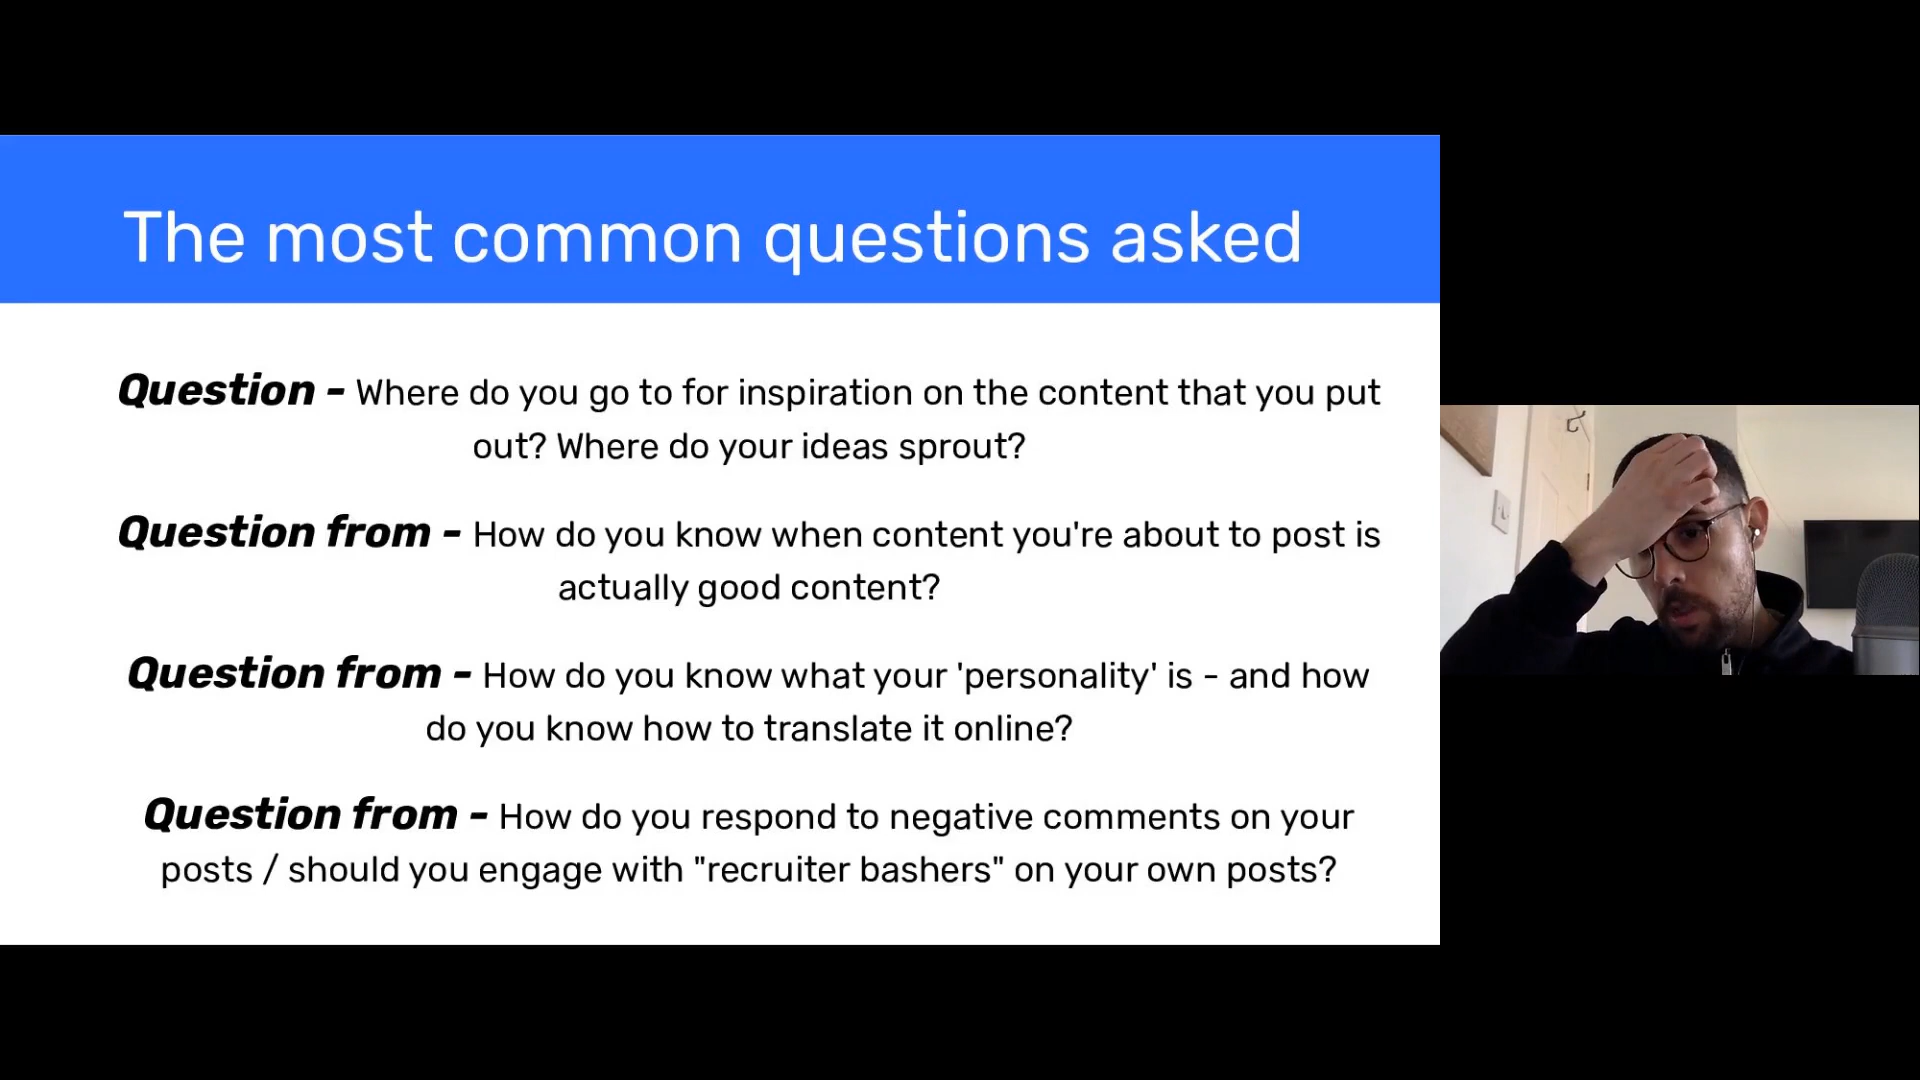 The most common questions asked
Question - Where do you go to for inspiration on the content that you put
out? Where do your ideas sprout?
Question from - How do you know when content you're about to post is
actually good content?
Question from - How do you know what your 'personality' is - and how
do you know how to translate it online?
Question from - How do you respond to negative comments on your
posts / should you engage with "recruiter bashers" on your own posts?